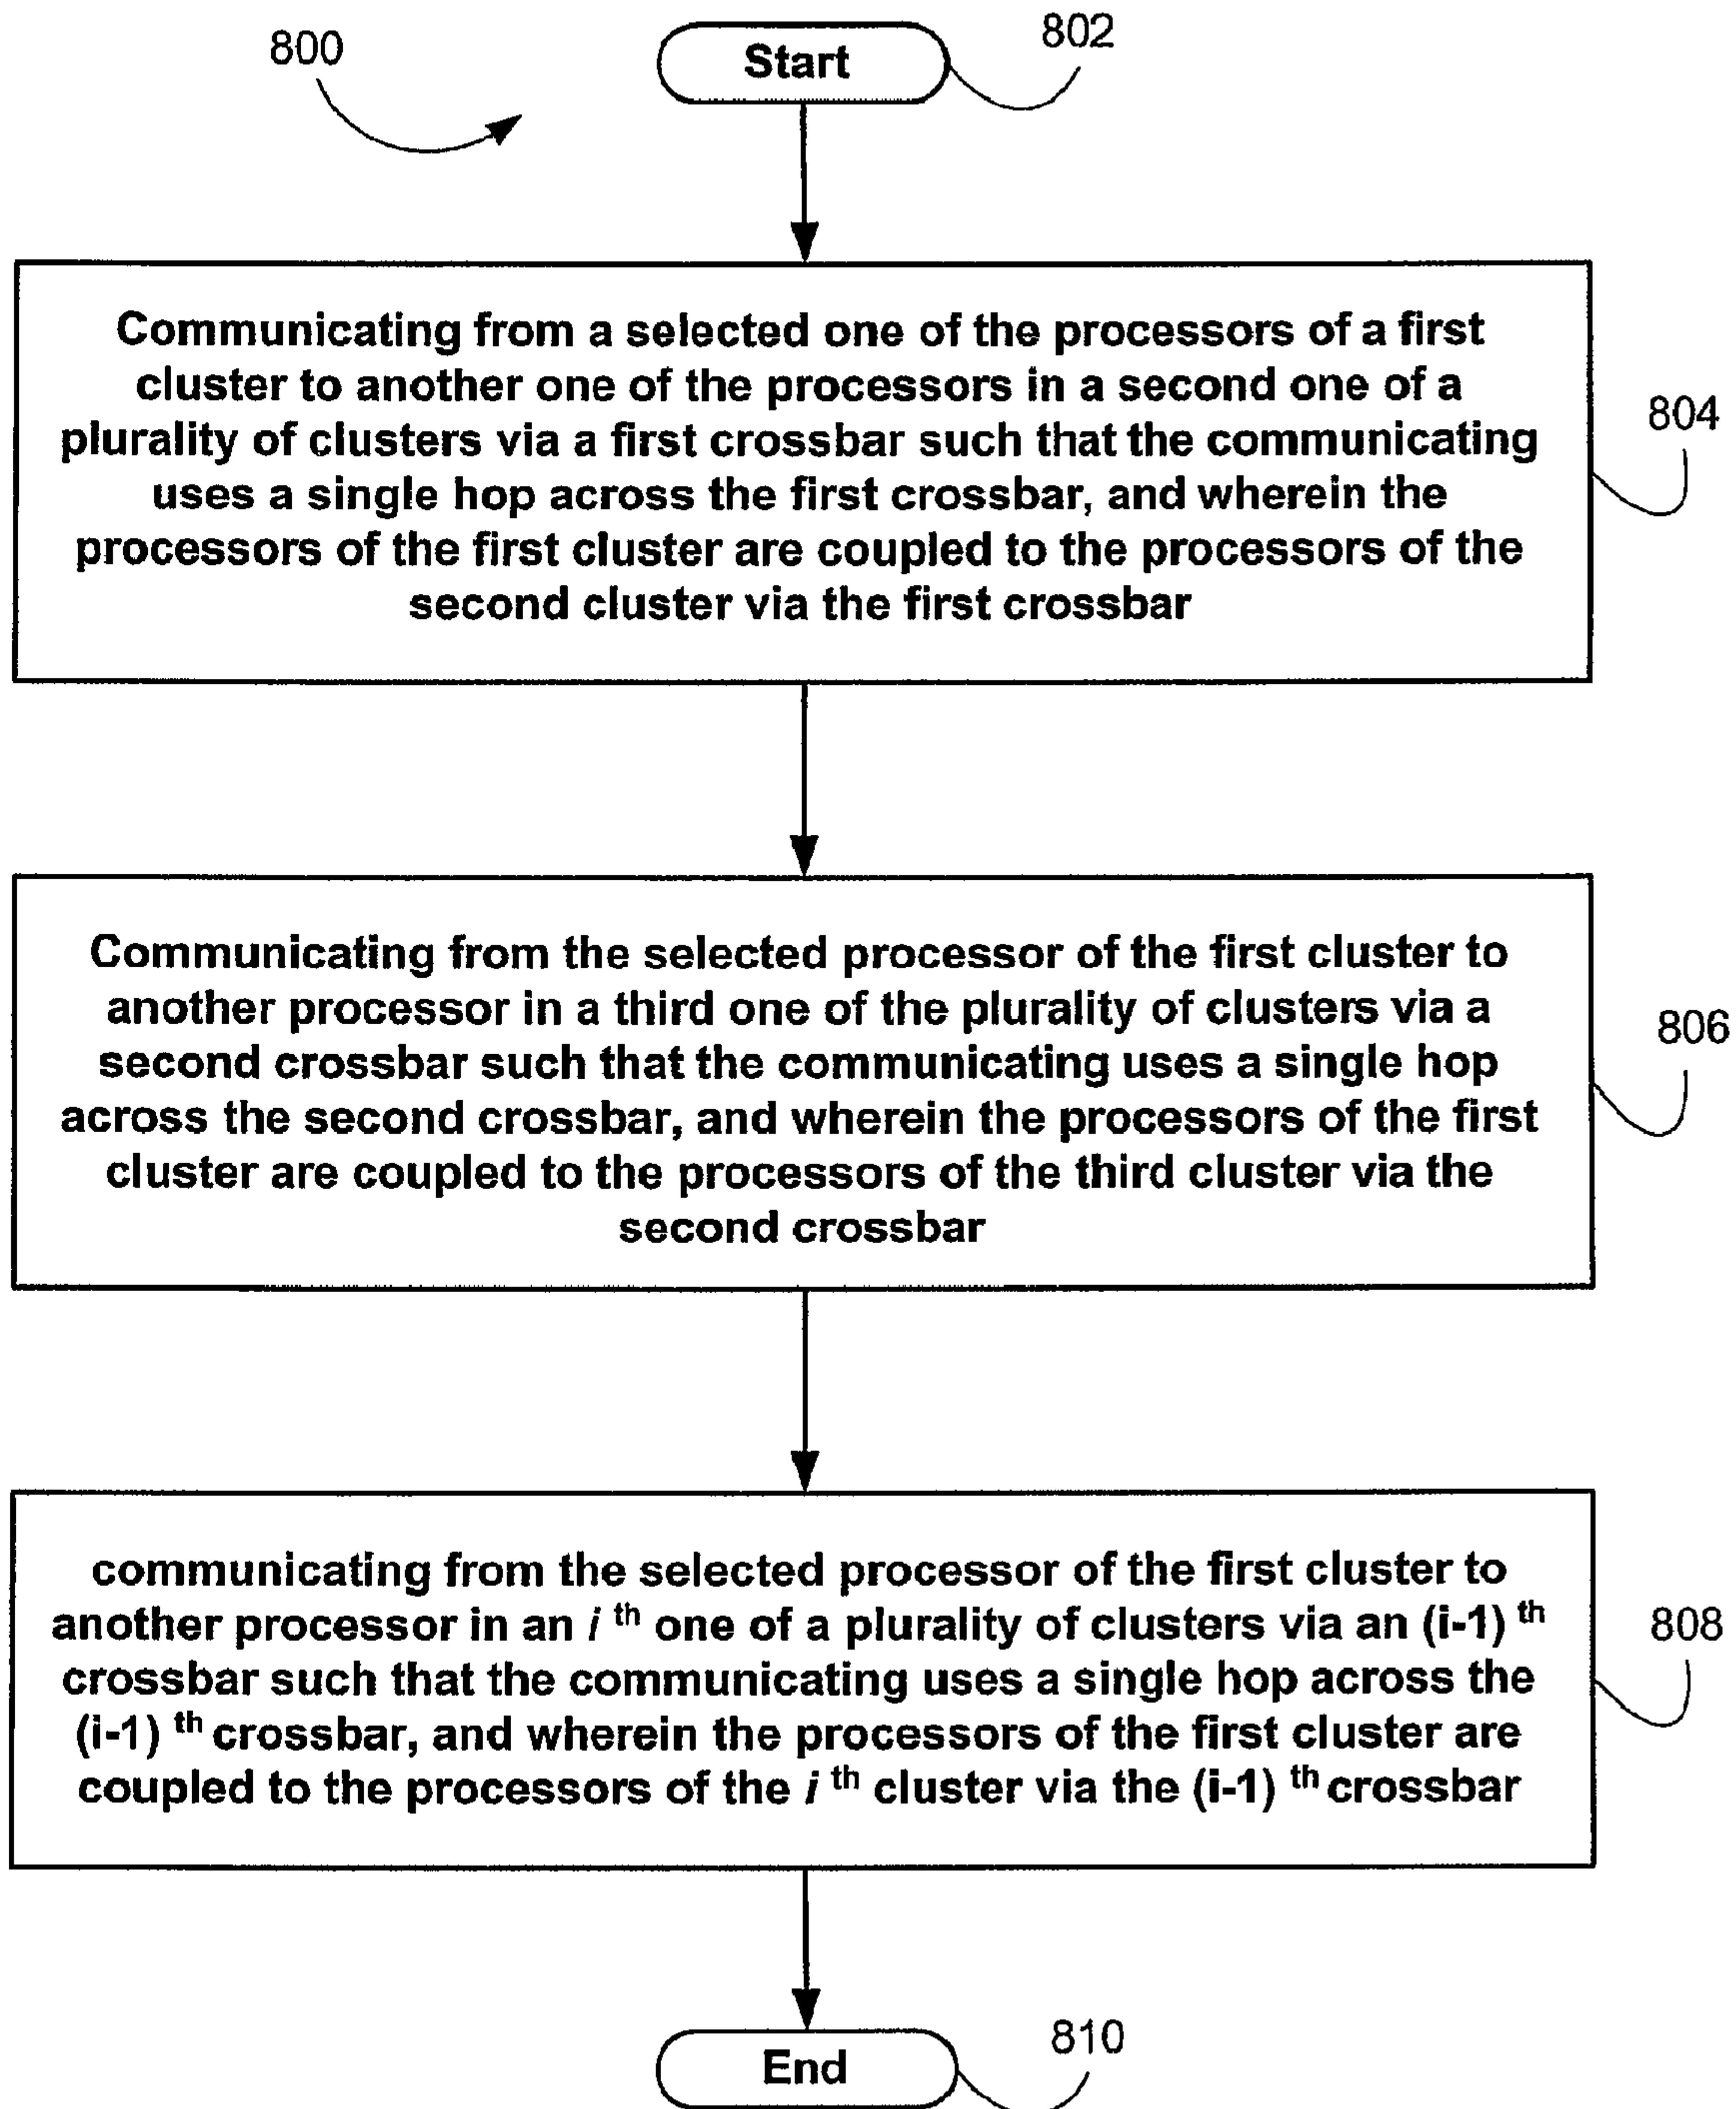 800
Start
802
Communicating from a selected one of the processors of a first
cluster to another one of the processors in a second one of a
plurality of clusters via a first crossbar such that the communicating
uses a single hop across the first crossbar, and wherein the
processors of the first cluster are coupled to the processors of the
second cluster via the first crossbar
804
Communicating from the selected processor of the first cluster to
another processor in a third one of the plurality of clusters via a
second crossbar such that the communicating uses a single hop
across the second crossbar, and wherein the processors of the first
cluster are coupled to the processors of the third cluster via the
second crossbar
806
communicating from the selected processor of the first cluster to
another processor in an i th one of a plurality of clusters via an (i-1) th
crossbar such that the communicating uses a single hop across the
(i-1) th crossbar, and wherein the processors of the first cluster are
coupled to the processors of the i th cluster via the (i-1) th crossbar
808
End
810